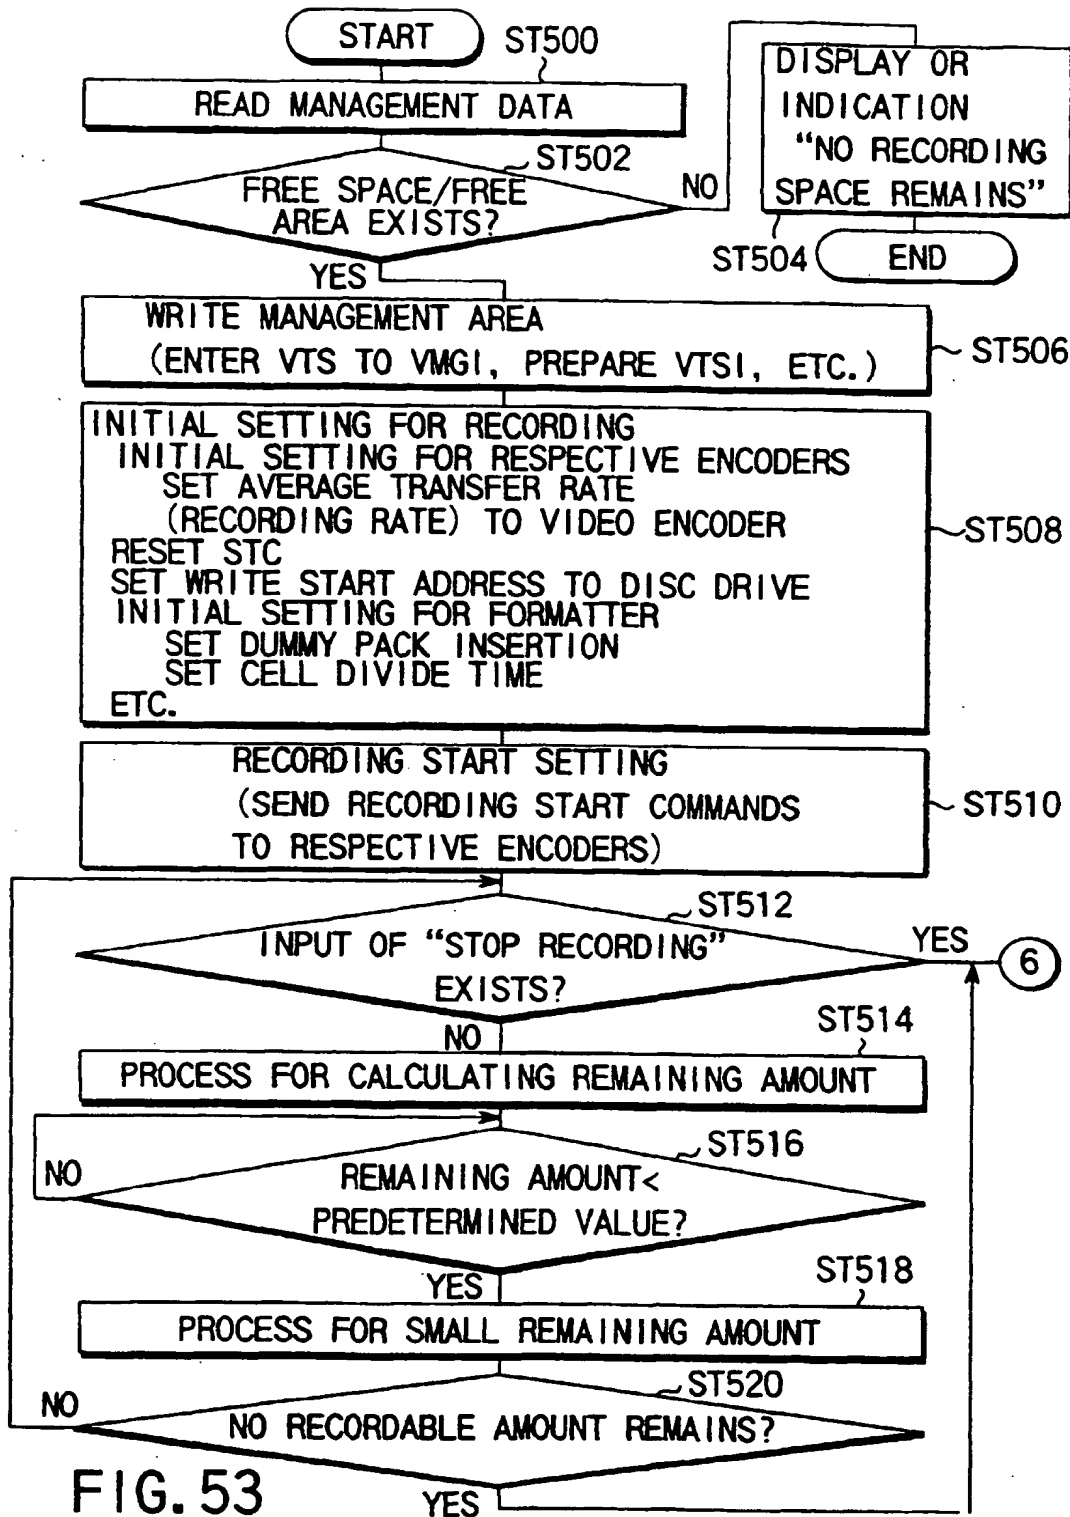 START
ST500
READ MANAGEMENT DATA
ST502
FREE SPACE/FREE
AREA EXISTS?
NO
DISPLAY OR
INDICATION
“NO RECORDING
SPACE REMAINS”
ST504
END
YES
WRITE MANAGEMENT AREA
(ENTER VTS TO VMGI, PREPARE VTSI, ETC.)
ST506
INITIAL SETTING FOR RECORDING
INITIAL SETTING FOR RESPECTIVE ENCODERS
SET AVERAGE TRANSFER RATE
(RECORDING RATE) TO VIDEO ENCODER
RESET STC
SET WRITE START ADDRESS TO DISC DRIVE
INITIAL SETTING FOR FORMATTER
SET DUMMY PACK INSERTION
SET CELL DIVIDE TIME
ETC.
ST508
RECORDING START SETTING
(SEND RECORDING START COMMANDS
TO RESPECTIVE ENCODERS)
ST510
ST512
INPUT OF “STOP RECORDING”
EXISTS?
YES
6
NO
ST514
PROCESS FOR CALCULATING REMAINING AMOUNT
ST516
NO
REMAINING AMOUNT<
PREDETERMINED VALUE?
YES
ST518
PROCESS FOR SMALL REMAINING AMOUNT
ST520
NO
NO RECORDABLE AMOUNT REMAINS?
YES
FIG. 53